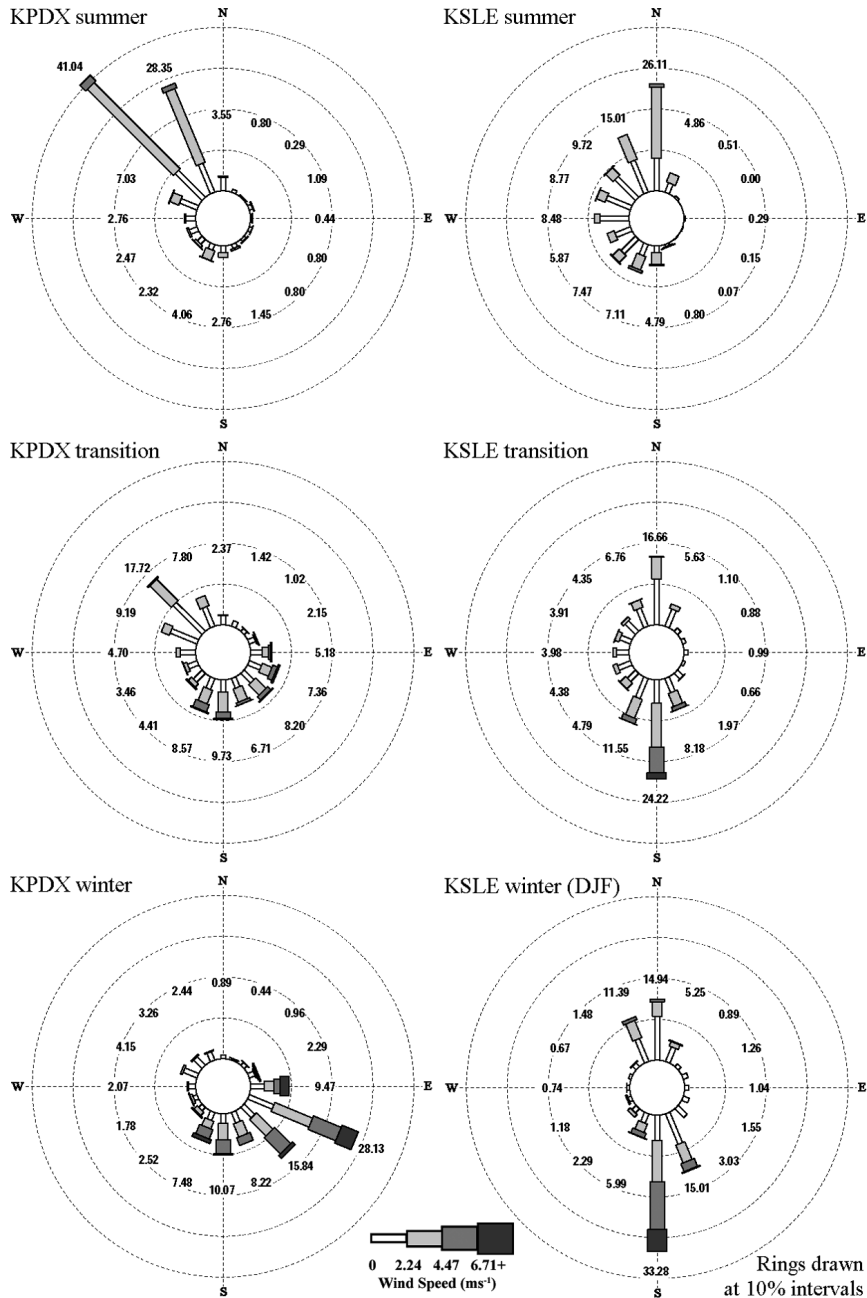 KPDX summer
N
41.04
28.35
3.55
0.80
0.29
7.03
1.09
W
2.76
0.44
E
2.47
0.80
2.32
0.80
4.06
1.45
2.76
S
KSLE summer
N
26.11
15.01
4.86
9.72
0.51
8.77
0.00
W
8.48
0.29
E
5.87
0.15
7.47
0.07
7.11
0.80
4.79
S
KPDX transition
N
2.37
7.80
1.42
17.72
1.02
9.19
2.15
W
4.70
5.18
E
3.46
7.36
4.41
8.20
8.57
6.71
9.73
S
KSLE transition
N
16.66
6.76
5.63
4.35
1.10
3.91
0.88
W
3.98
0.99
E
4.38
0.66
4.79
1.97
11.55
8.18
24.22
S
KPDX winter
N
0.89
2.44
0.44
3.26
0.96
4.15
2.29
W
2.07
9.47
E
1.78
28.13
2.52
15.84
7.48
8.22
10.07
S
KSLE winter (DJF)
N
14.94
11.39
5.25
1.48
0.89
0.67
1.26
W
0.74
1.04
E
1.18
1.55
2.29
3.03
5.99
15.01
33.28
S
0 2.24 4.47 6.71+
Wind Speed (ms⁻¹)
Rings drawn
at 10% intervals